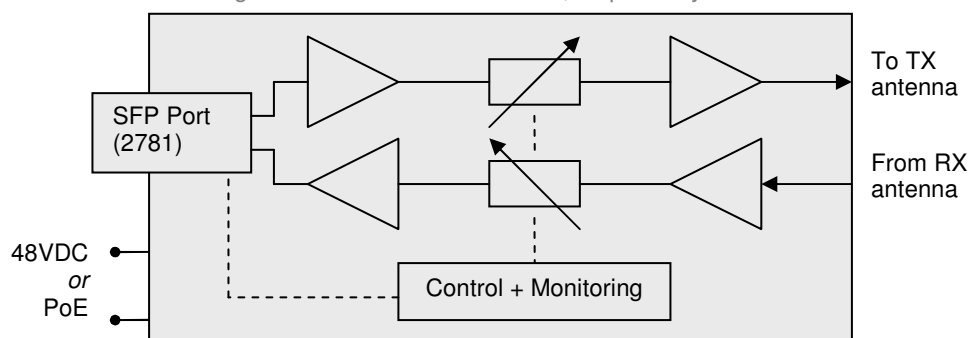 To TX
antenna
SFP Port
(2781)
From RX
antenna
48VDC
or
PoE
Control + Monitoring